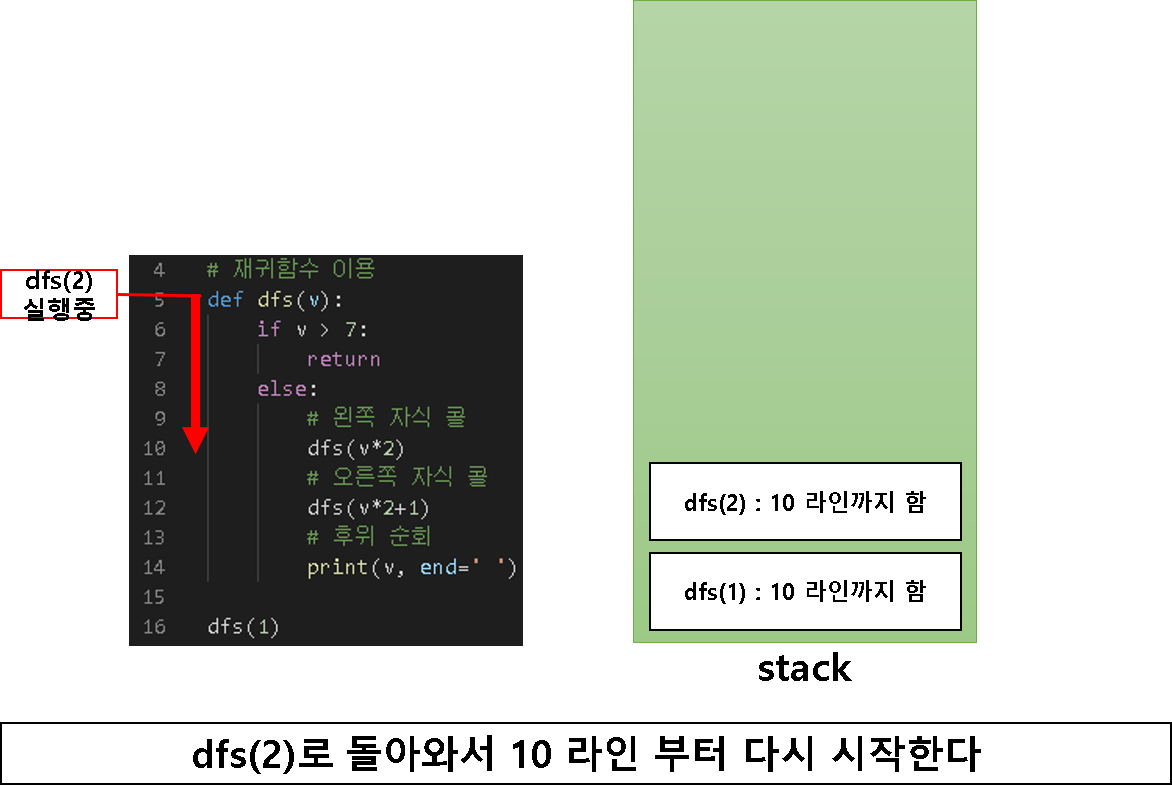 dfs(2)
실행중
4 # 재귀함수 이용
5 def dfs(v):
6 if v > 7:
7 return
8 else:
9 # 왼쪽 자식 콜
10 dfs(v*2)
11 # 오른쪽 자식 콜
12 dfs(v*2+1)
13 # 후위 순회
14 print(v, end=' ')
15
16 dfs(1)
dfs(2) : 10 라인까지 함
dfs(1) : 10 라인까지 함
stack
dfs(2)로 돌아와서 10 라인 부터 다시 시작한다